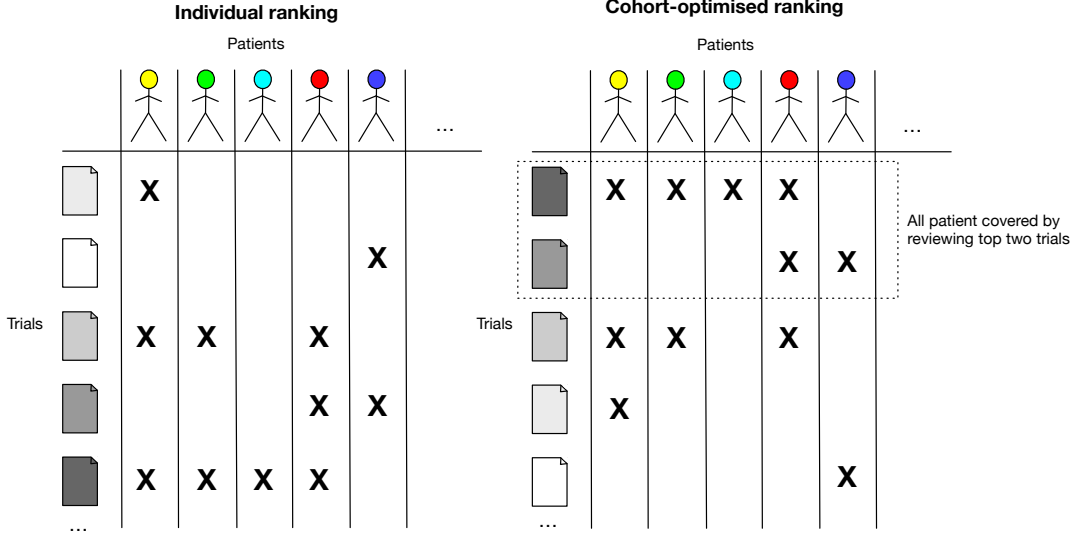 Individual ranking
Patients
...
X
X
Trials
X X X
X X
X X X X
...
Cohort-optimised ranking
Patients
...
X X X X
All patient covered by
reviewing top two trials
X X
Trials
X X X
X
X
...